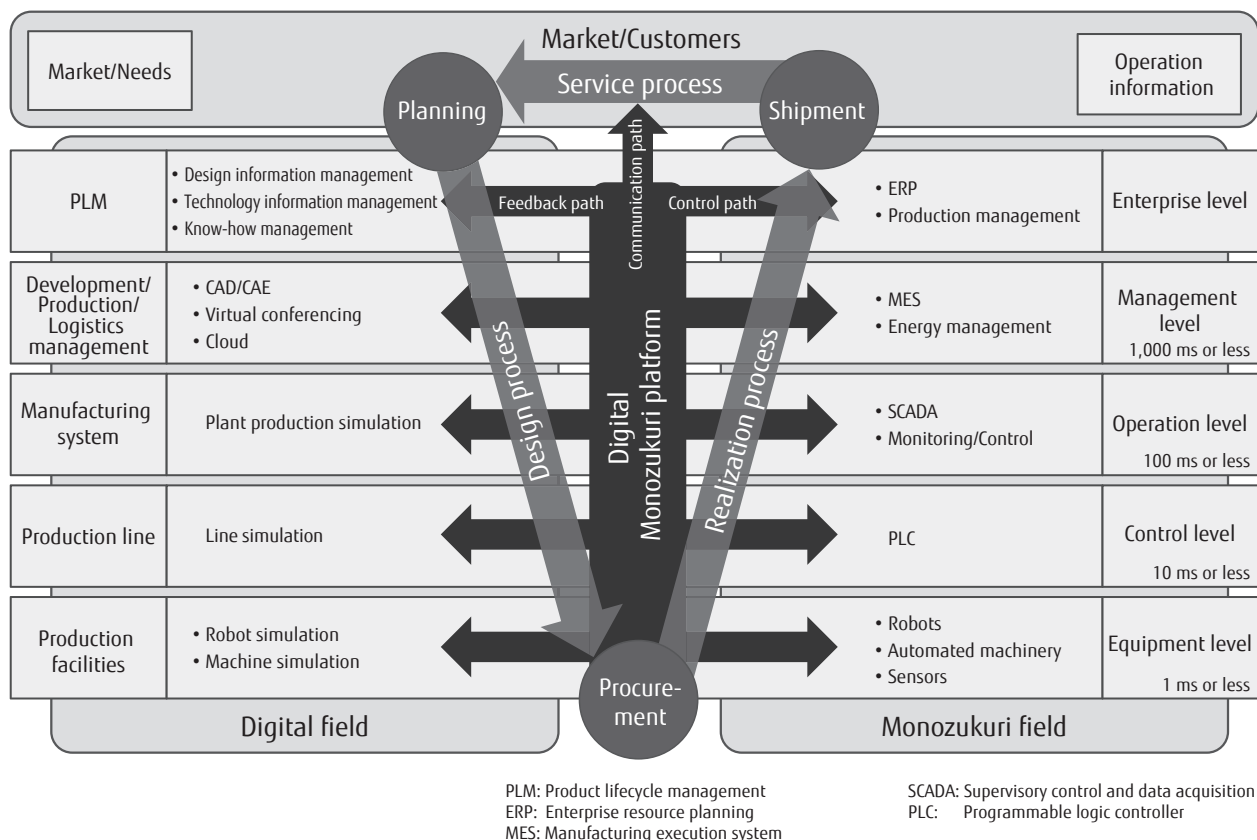 Market/Customers
Market/Needs
Operation
information
Service process
Planning
Shipment
Communication path
PLM
• Design information management
• Technology information management
• Know-how management
Feedback path
Control path
• ERP
• Production management
Enterprise level
Development/
Production/
Logistics
management
• CAD/CAE
• Virtual conferencing
• Cloud
• MES
• Energy management
Management
level
1,000 ms or less
Design process
Digital
Monozukuri platform
Realization process
Manufacturing
system
Plant production simulation
• SCADA
• Monitoring/Control
Operation level
100 ms or less
Production line
Line simulation
PLC
Control level
10 ms or less
Production
facilities
• Robot simulation
• Machine simulation
• Robots
• Automated machinery
• Sensors
Equipment level
1 ms or less
Procure-
ment
Digital field
Monozukuri field
PLM: Product lifecycle management
ERP: Enterprise resource planning
MES: Manufacturing execution system
SCADA: Supervisory control and data acquisition
PLC: Programmable logic controller